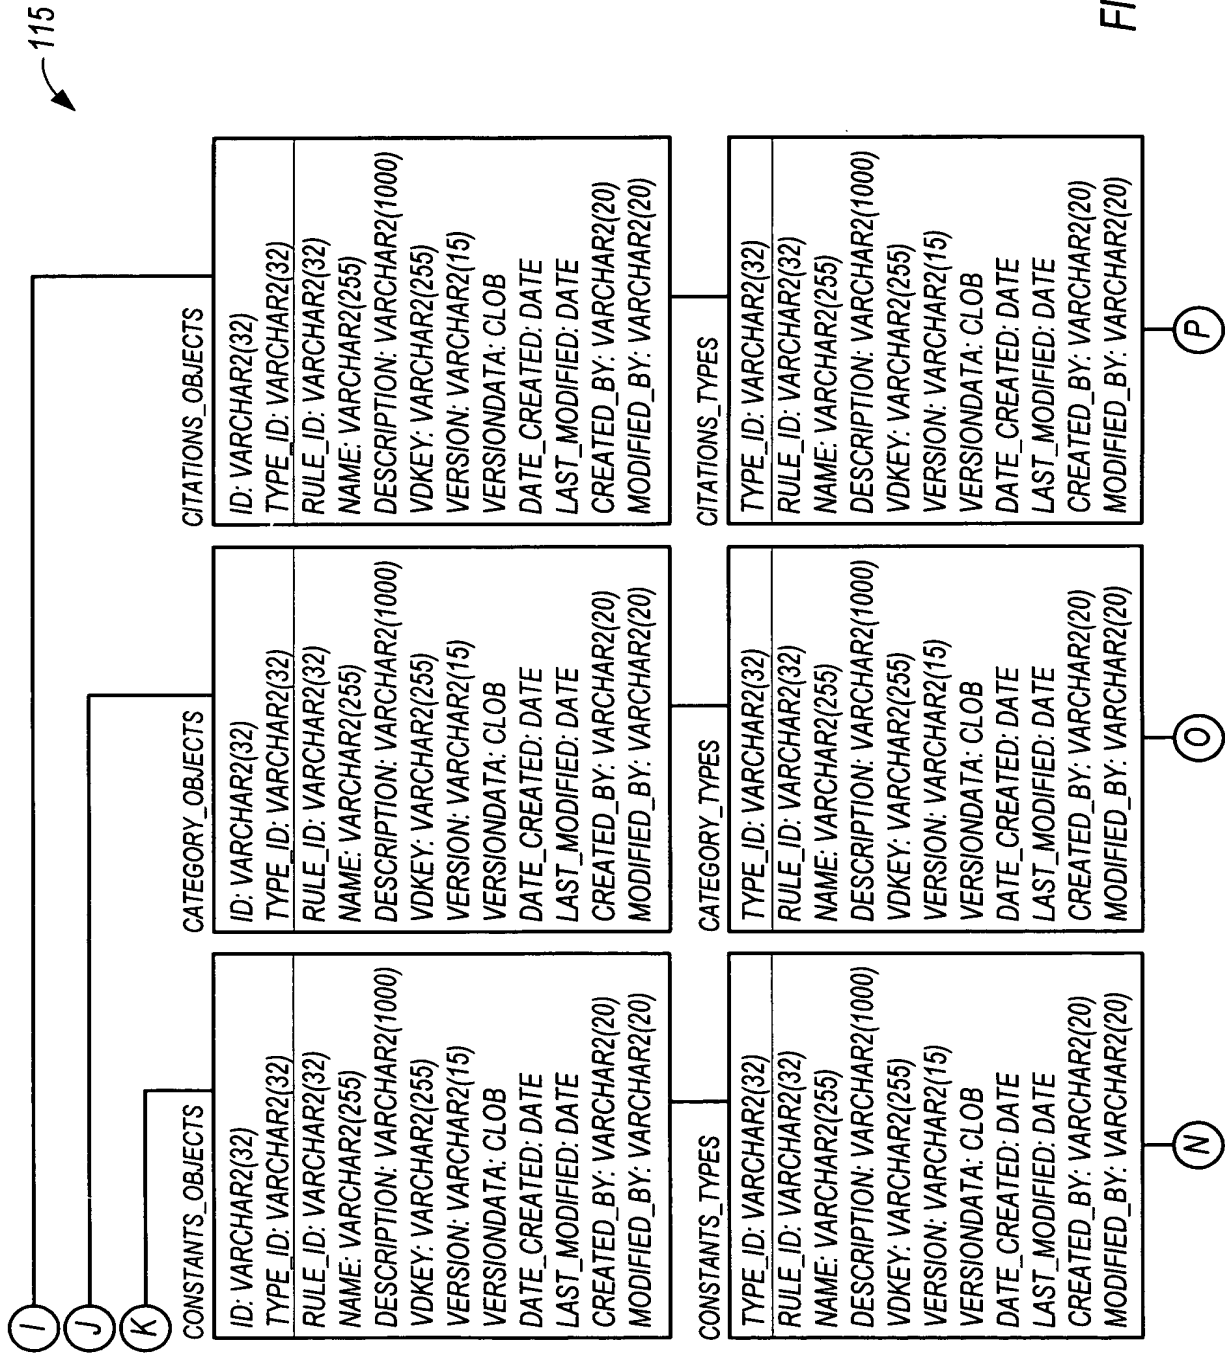 115
I
J
K
CONSTANTS_OBJECTS
ID: VARCHAR2(32)
TYPE_ID: VARCHAR2(32)
RULE_ID: VARCHAR2(32)
NAME: VARCHAR2(255)
DESCRIPTION: VARCHAR2(1000)
VDKEY: VARCHAR2(255)
VERSION: VARCHAR2(15)
VERSIONDATA: CLOB
DATE_CREATED: DATE
LAST_MODIFIED: DATE
CREATED_BY: VARCHAR2(20)
MODIFIED_BY: VARCHAR2(20)
CATEGORY_OBJECTS
ID: VARCHAR2(32)
TYPE_ID: VARCHAR2(32)
RULE_ID: VARCHAR2(32)
NAME: VARCHAR2(255)
DESCRIPTION: VARCHAR2(1000)
VDKEY: VARCHAR2(255)
VERSION: VARCHAR2(15)
VERSIONDATA: CLOB
DATE_CREATED: DATE
LAST_MODIFIED: DATE
CREATED_BY: VARCHAR2(20)
MODIFIED_BY: VARCHAR2(20)
CITATIONS_OBJECTS
ID: VARCHAR2(32)
TYPE_ID: VARCHAR2(32)
RULE_ID: VARCHAR2(32)
NAME: VARCHAR2(255)
DESCRIPTION: VARCHAR2(1000)
VDKEY: VARCHAR2(255)
VERSION: VARCHAR2(15)
VERSIONDATA: CLOB
DATE_CREATED: DATE
LAST_MODIFIED: DATE
CREATED_BY: VARCHAR2(20)
MODIFIED_BY: VARCHAR2(20)
CONSTANTS_TYPES
TYPE_ID: VARCHAR2(32)
RULE_ID: VARCHAR2(32)
NAME: VARCHAR2(255)
DESCRIPTION: VARCHAR2(1000)
VDKEY: VARCHAR2(255)
VERSION: VARCHAR2(15)
VERSIONDATA: CLOB
DATE_CREATED: DATE
LAST_MODIFIED: DATE
CREATED_BY: VARCHAR2(20)
MODIFIED_BY: VARCHAR2(20)
CATEGORY_TYPES
TYPE_ID: VARCHAR2(32)
RULE_ID: VARCHAR2(32)
NAME: VARCHAR2(255)
DESCRIPTION: VARCHAR2(1000)
VDKEY: VARCHAR2(255)
VERSION: VARCHAR2(15)
VERSIONDATA: CLOB
DATE_CREATED: DATE
LAST_MODIFIED: DATE
CREATED_BY: VARCHAR2(20)
MODIFIED_BY: VARCHAR2(20)
CITATIONS_TYPES
TYPE_ID: VARCHAR2(32)
RULE_ID: VARCHAR2(32)
NAME: VARCHAR2(255)
DESCRIPTION: VARCHAR2(1000)
VDKEY: VARCHAR2(255)
VERSION: VARCHAR2(15)
VERSIONDATA: CLOB
DATE_CREATED: DATE
LAST_MODIFIED: DATE
CREATED_BY: VARCHAR2(20)
MODIFIED_BY: VARCHAR2(20)
N
O
P